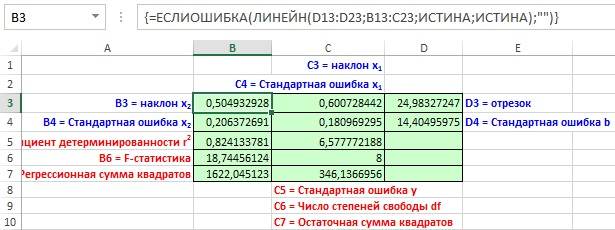 B3 {=ЕСЛИОШИБКА(ЛИНЕЙН(D13:D23;B13:C23;ИСТИНА;ИСТИНА);"")}
A B C D E
1 C3 = наклон x1
2 C4 = Стандартная ошибка x1
3 B3 = наклон x2 0,504932928 0,600728442 24,98327247 D3 = отрезок
4 B4 = Стандартная ошибка x2 0,206372691 0,180969295 14,40495975 D4 = Стандартная ошибка b
5 детерминированности r2 0,824133781 6,577772188
6 B6 = F-статистика 18,74456124 8
7 Регрессионная сумма квадратов 1622,045123 346,1366956
8 C5 = Стандартная ошибка y
9 C6 = Число степеней свободы df
10 C7 = Остаточная сумма квадратов